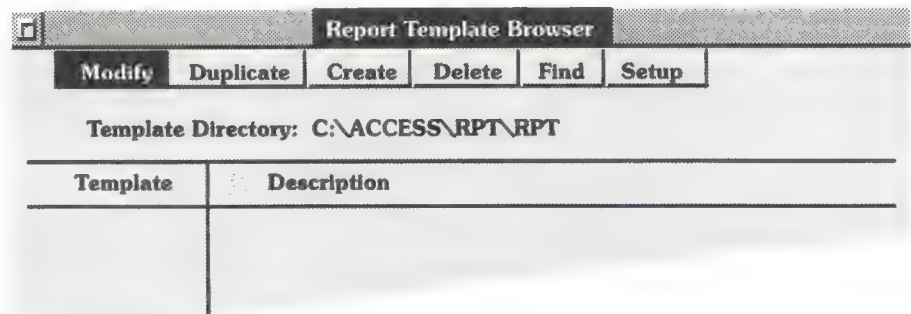 Report Template Browser
Modify Duplicate Create Delete Find Setup
Template Directory: C:\ACCESS\RPT\RPT
Template Description